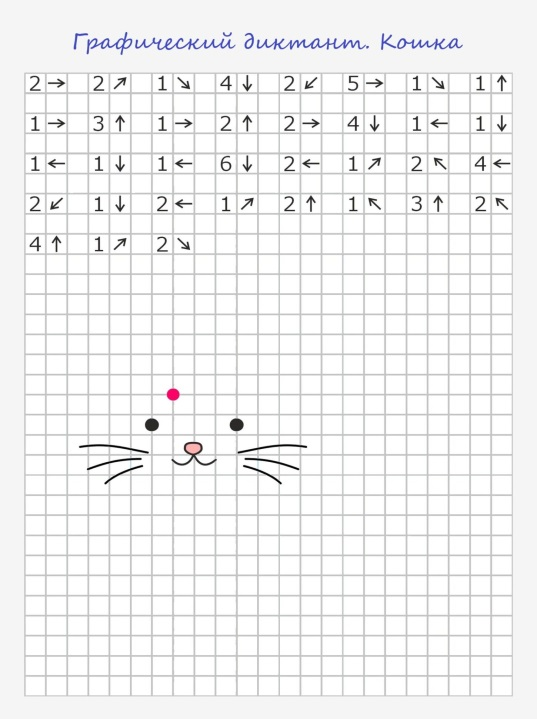 Графический диктант. Кошка
2 → 2 ↗ 1 ↘ 4 ↓ 2 ↙ 5 → 1 ↘ 1 ↑
1 → 3 ↑ 1 → 2 ↑ 2 → 4 ↓ 1 ← 1 ↓
1 ← 1 ↓ 1 ← 6 ↓ 2 ← 1 ↗ 2 ↖ 4 ←
2 ↙ 1 ↓ 2 ← 1 ↗ 2 ↑ 1 ↖ 3 ↑ 2 ↖
4 ↑ 1 ↗ 2 ↘